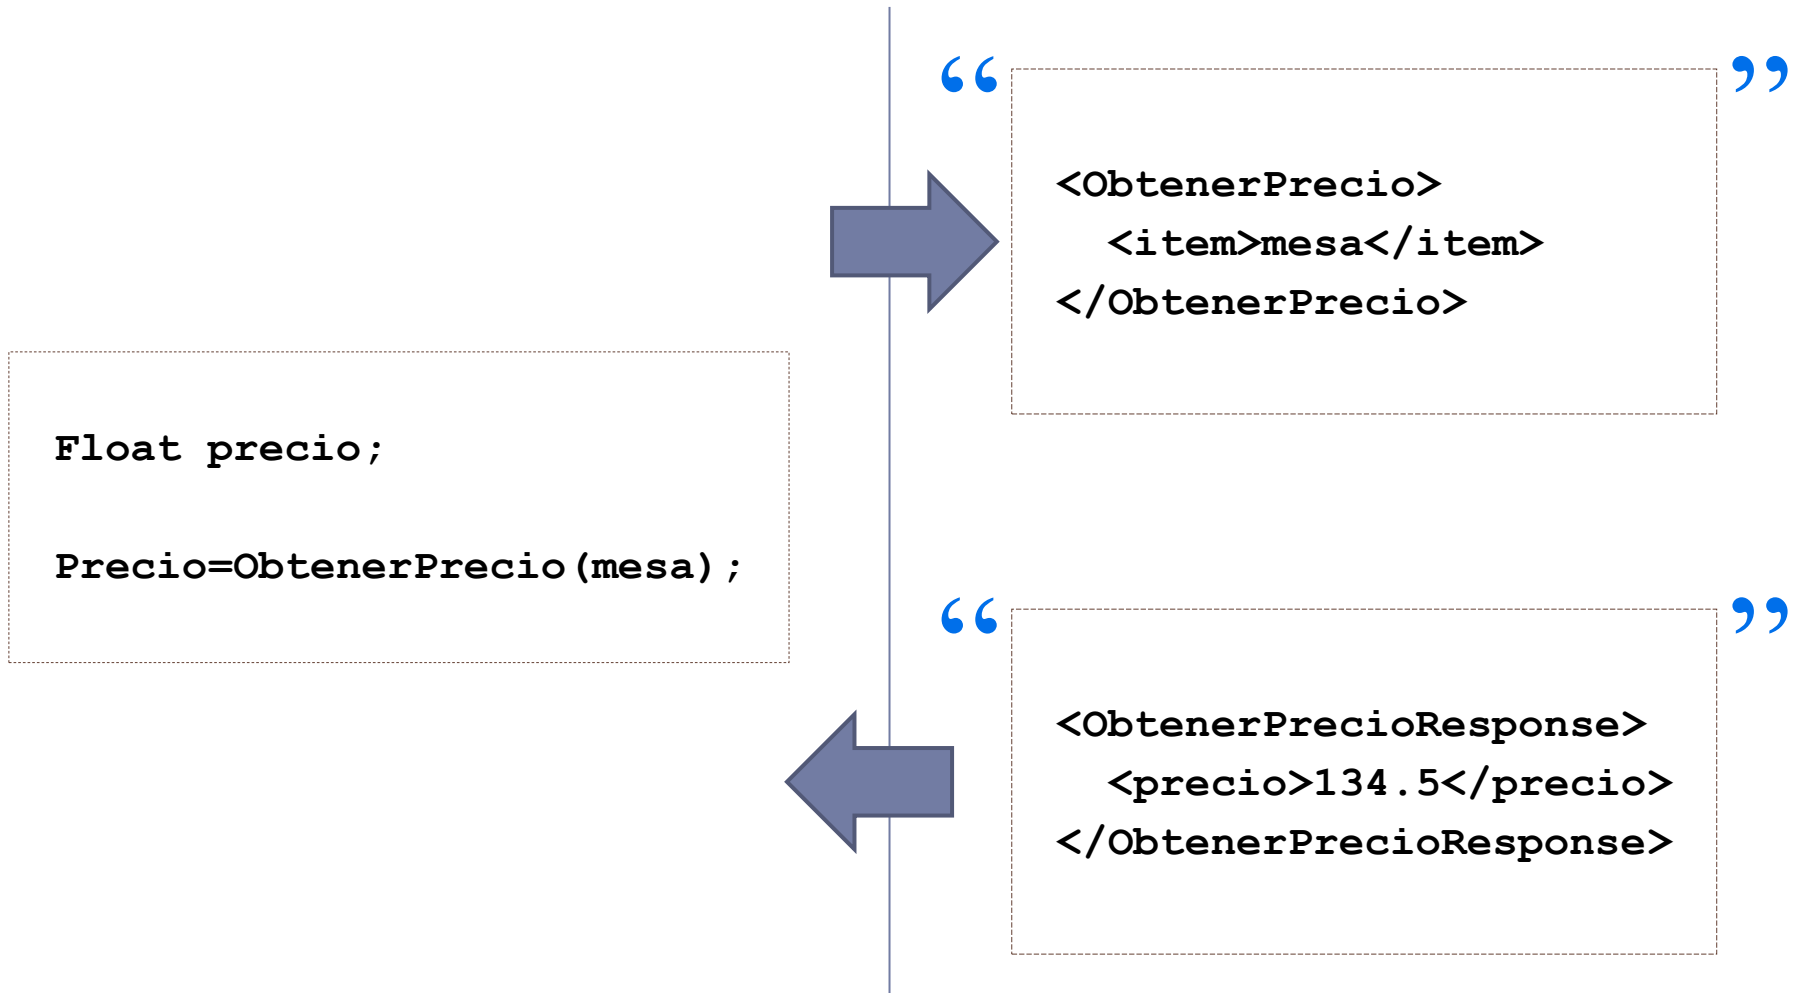 Float precio;
Precio=ObtenerPrecio(mesa);
“ ”
<ObtenerPrecio>
<item>mesa</item>
</ObtenerPrecio>
“ ”
<ObtenerPrecioResponse>
<precio>134.5</precio>
</ObtenerPrecioResponse>